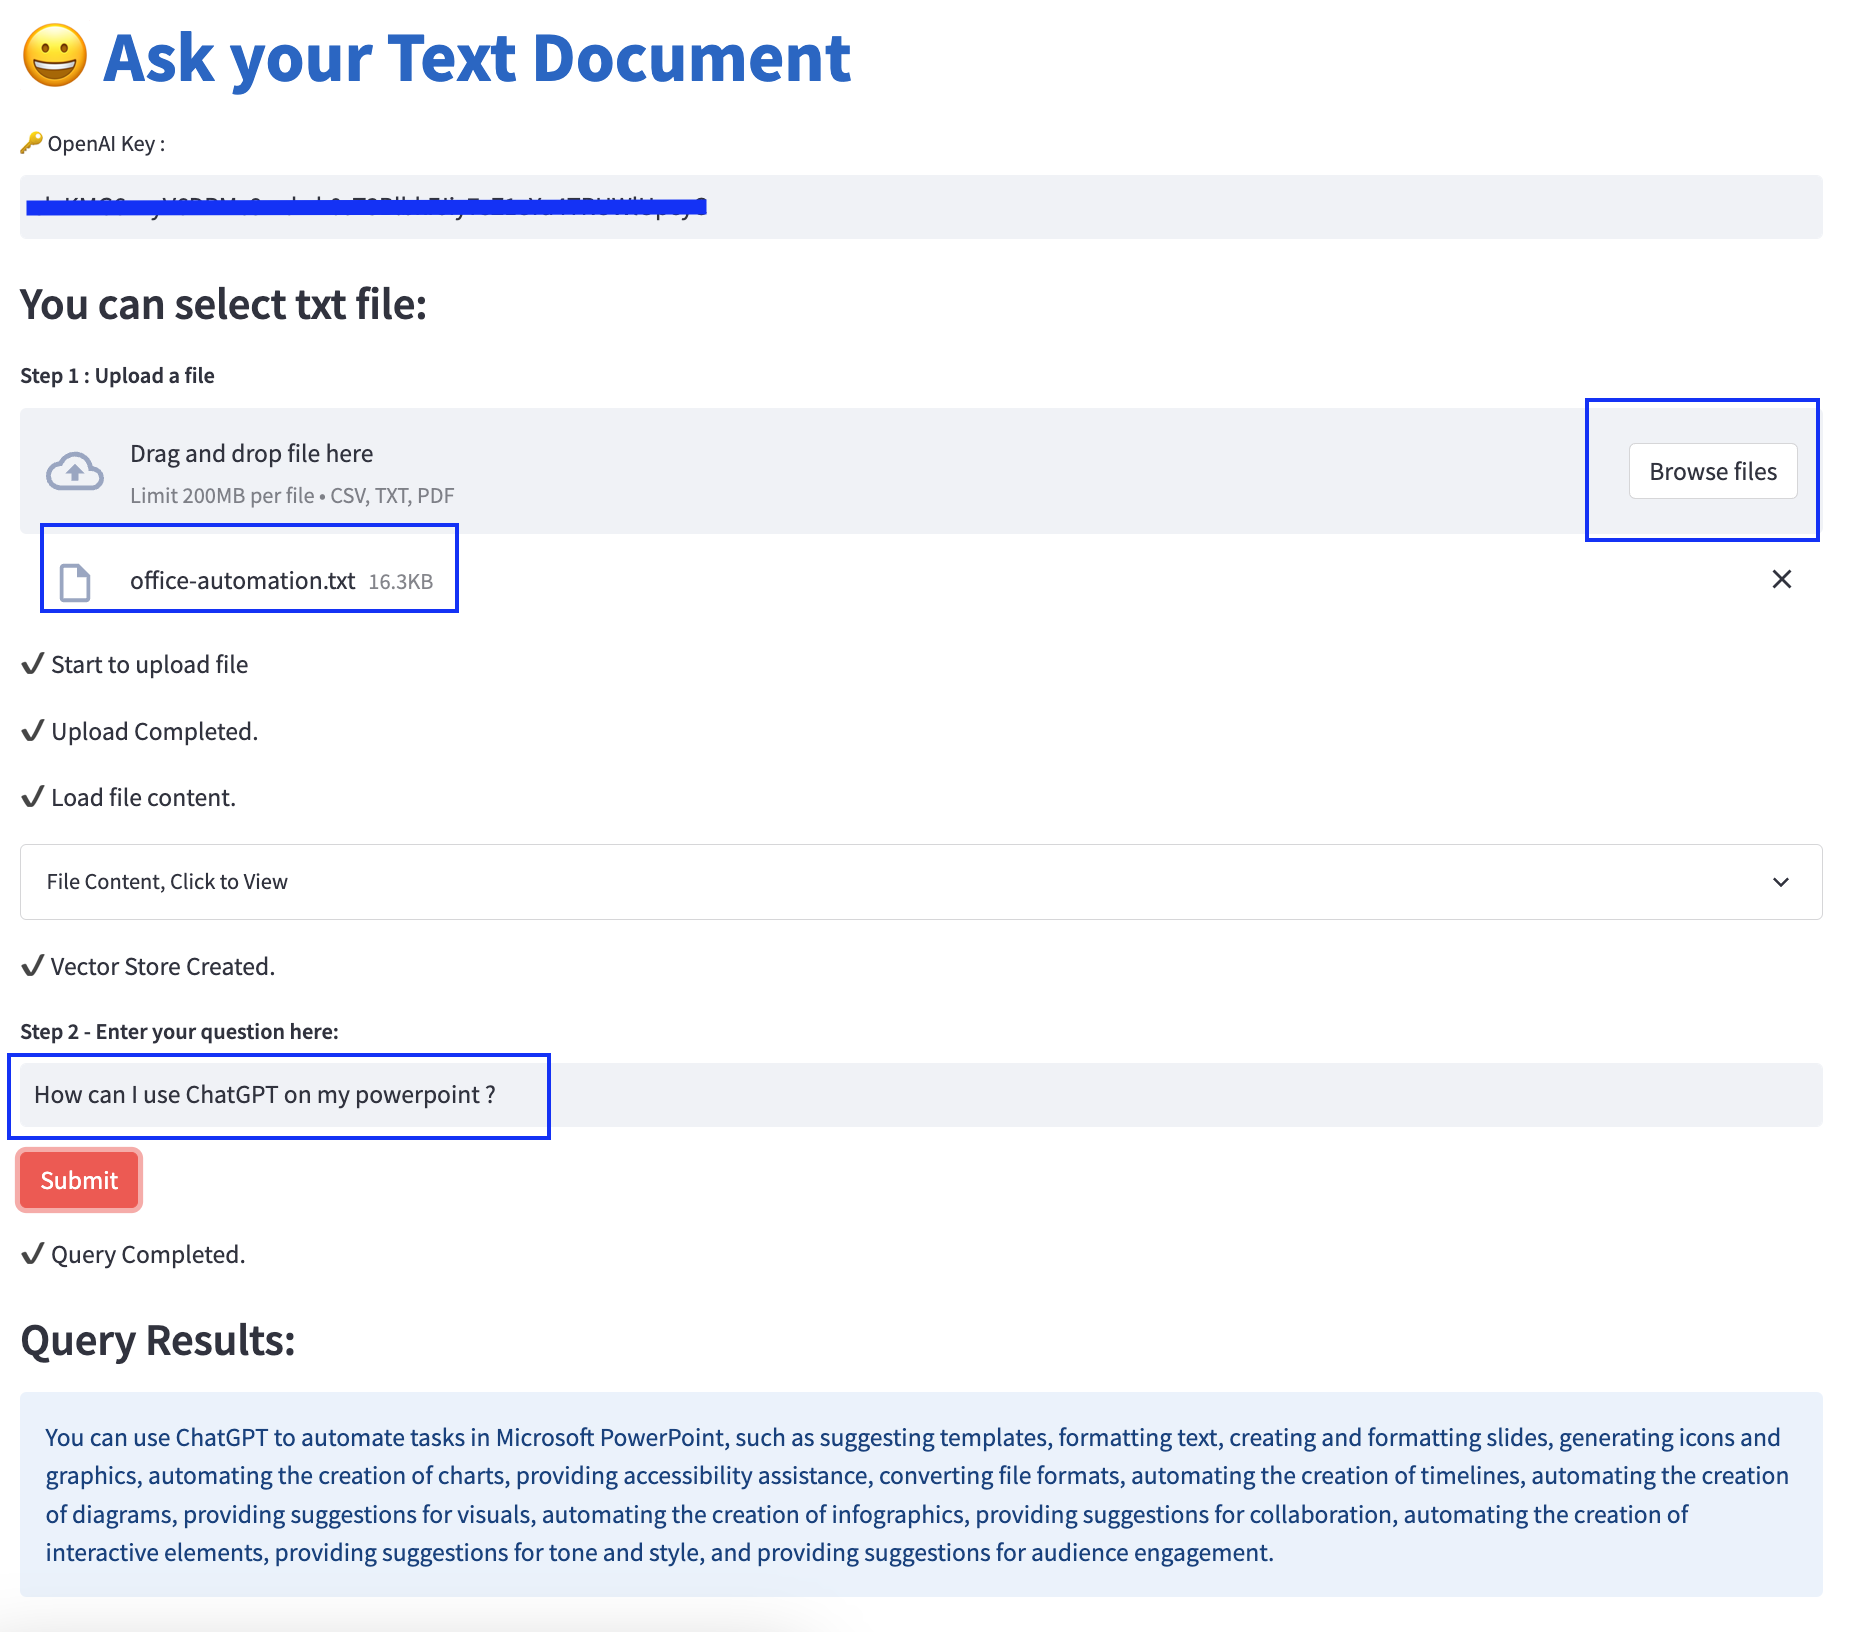 Ask your Text Document
OpenAI Key :
You can select txt file:
Step 1 : Upload a file
Drag and drop file here
Limit 200MB per file • CSV, TXT, PDF
Browse files
office-automation.txt 16.3KB
Start to upload file
Upload Completed.
Load file content.
File Content, Click to View
Vector Store Created.
Step 2 - Enter your question here:
How can I use ChatGPT on my powerpoint ?
Submit
Query Completed.
Query Results:
You can use ChatGPT to automate tasks in Microsoft PowerPoint, such as suggesting templates, formatting text, creating and formatting slides, generating icons and
graphics, automating the creation of charts, providing accessibility assistance, converting file formats, automating the creation of timelines, automating the creation
of diagrams, providing suggestions for visuals, automating the creation of infographics, providing suggestions for collaboration, automating the creation of
interactive elements, providing suggestions for tone and style, and providing suggestions for audience engagement.